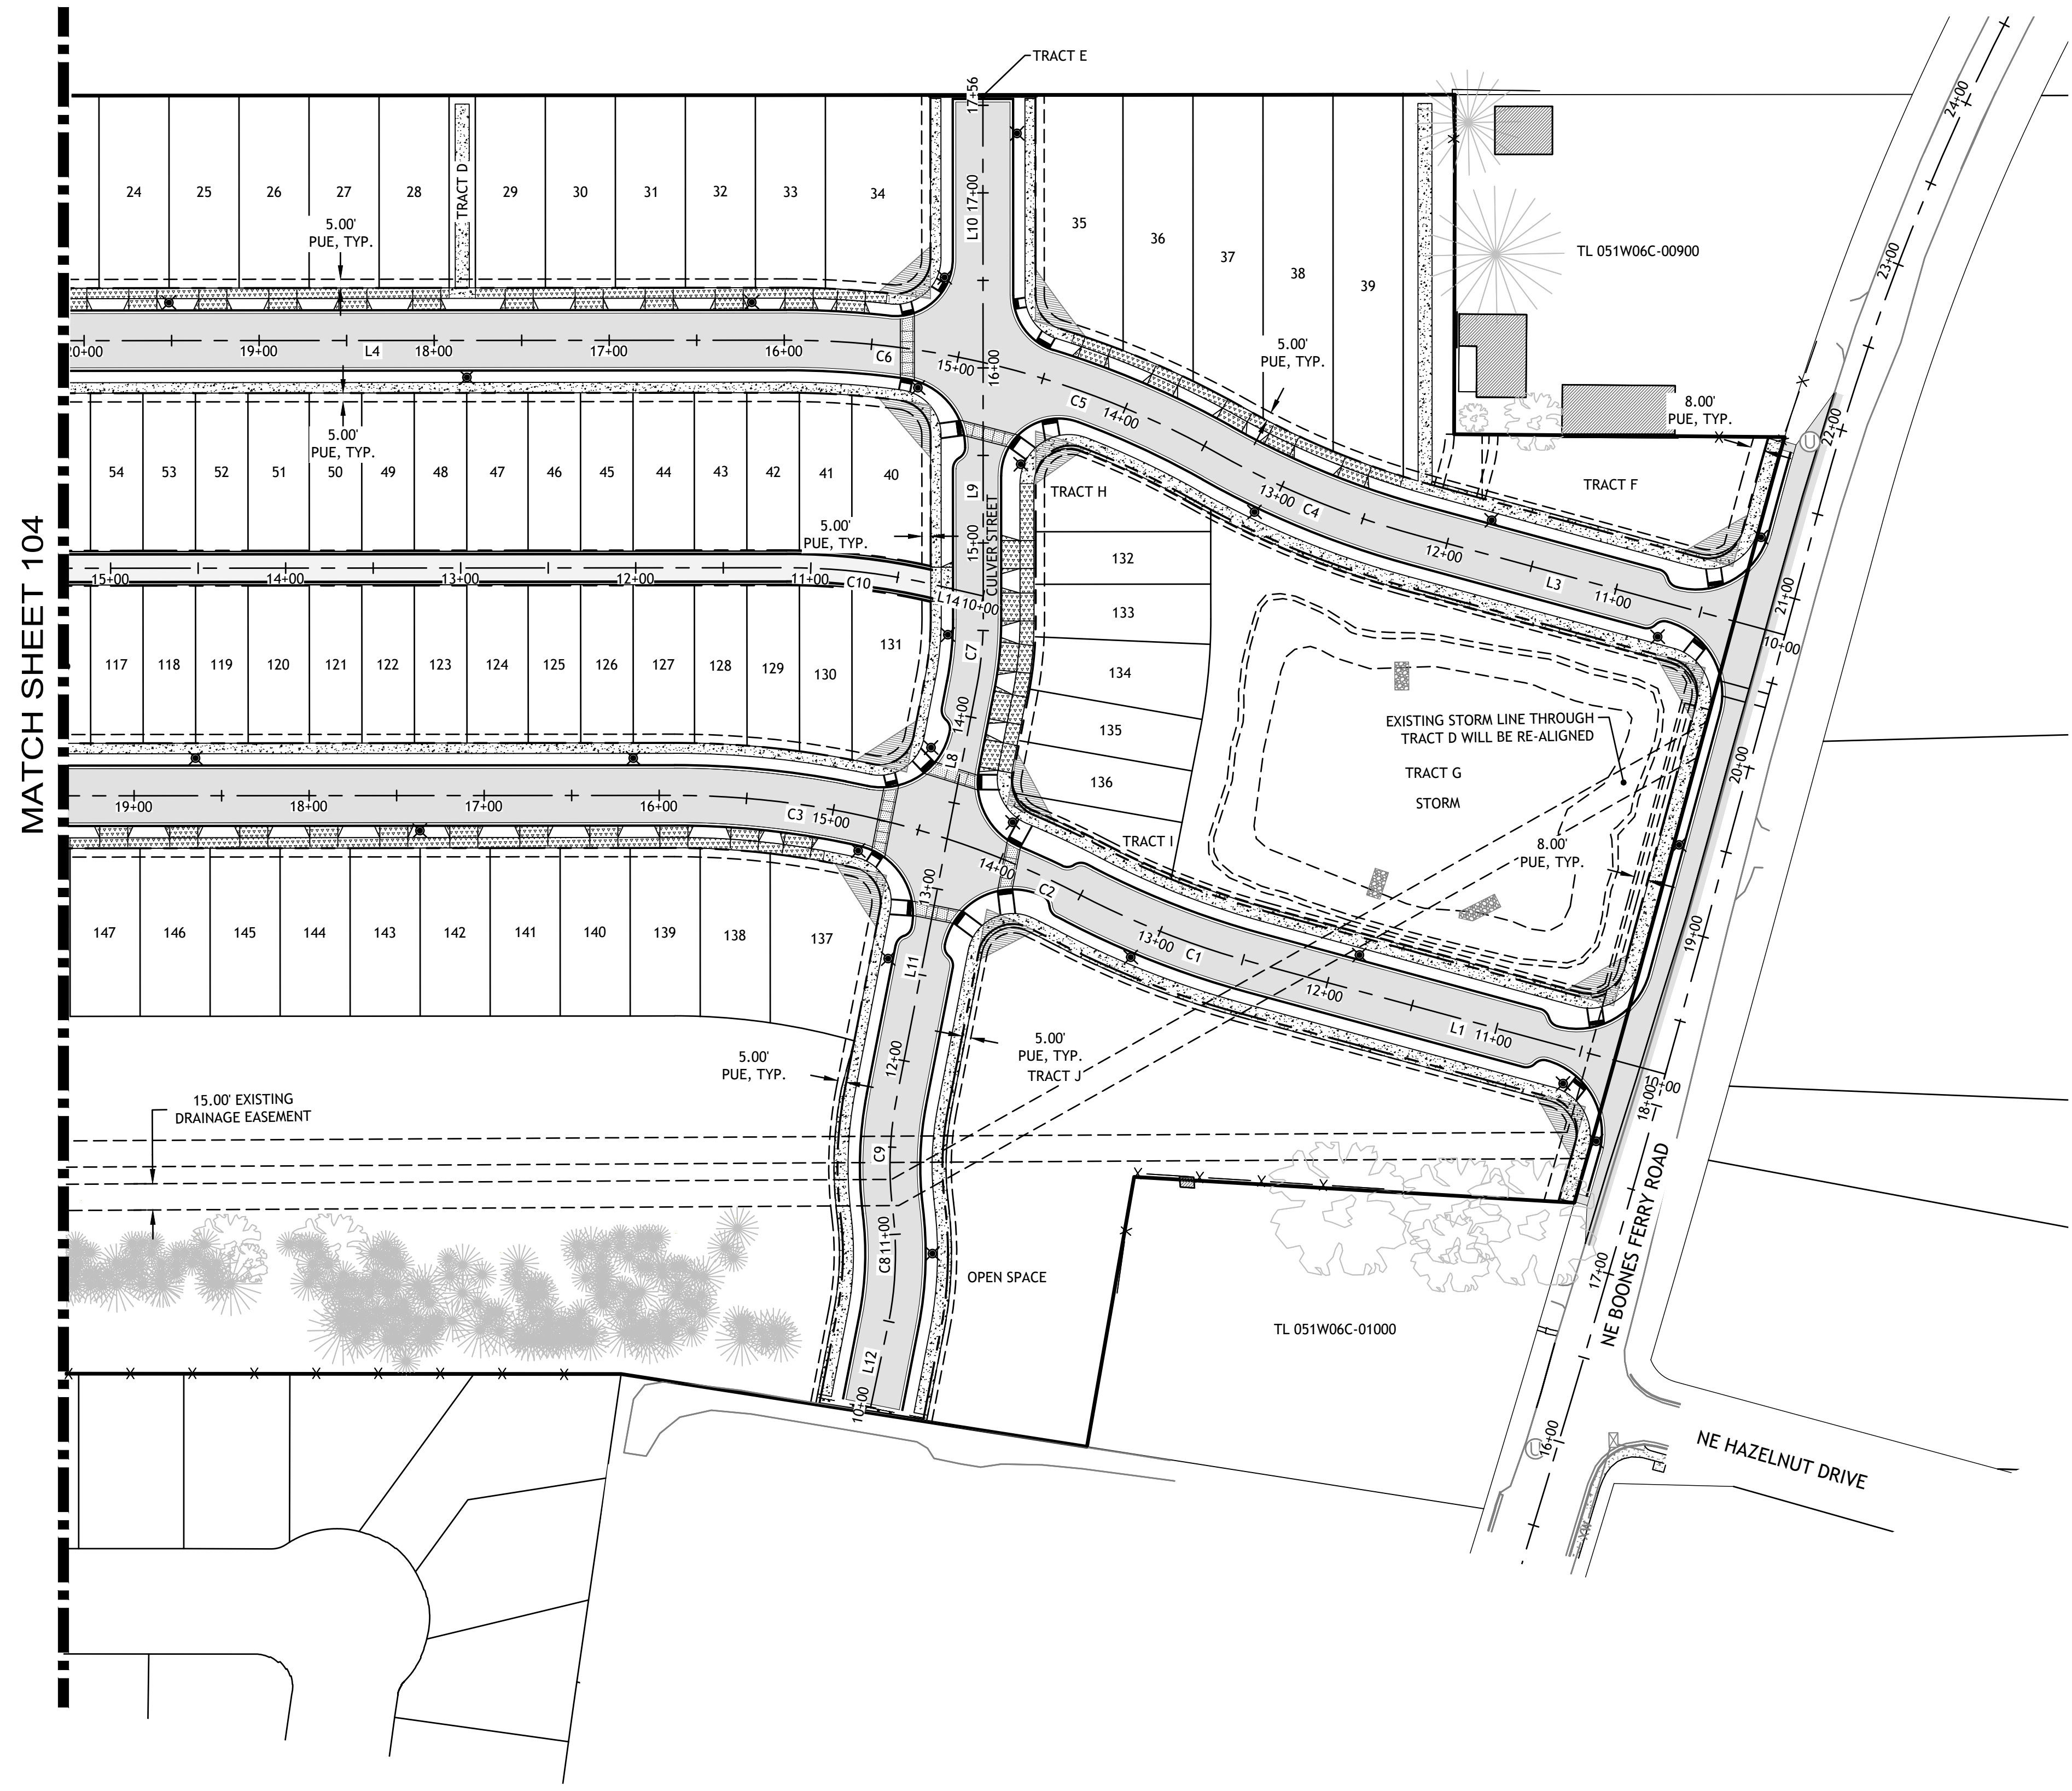 TRACT E
17+56
24+00
24
25
26
27
28
TRACT D
29
30
31
32
33
34
L10 17+00
35
36
37
38
39
5.00'
PUE, TYP.
TL 051W06C-00900
23+00
20+00
19+00
L4
18+00
17+00
16+00
C6
15+00
16+00
C5
14+00
5.00'
PUE, TYP.
8.00'
PUE, TYP.
22+00
5.00'
PUE, TYP.
54
53
52
51
50
49
48
47
46
45
44
43
42
41
40
L9
15+00
CULVER STREET
TRACT H
13+00
C4
TRACT F
5.00'
PUE, TYP.
12+00
L3
11+00
21+00
10+00
MATCH SHEET 104
15+00
14+00
13+00
12+00
11+00
C10
L14
10+00
132
133
134
135
136
117
118
119
120
121
122
123
124
125
126
127
128
129
130
131
C7
14+00
L8
EXISTING STORM LINE THROUGH
TRACT D WILL BE RE-ALIGNED
TRACT G
STORM
20+00
19+00
18+00
17+00
16+00
C3
15+00
TRACT I
8.00'
PUE, TYP.
14+00
C2
13+00
147
146
145
144
143
142
141
140
139
138
137
L11
13+00
C1
12+00
L1
11+00
10+00
19+00
18+00
5.00'
PUE, TYP.
12+00
5.00'
PUE, TYP.
TRACT J
15.00' EXISTING
DRAINAGE EASEMENT
C9
C8
11+00
OPEN SPACE
L12
10+00
TL 051W06C-01000
17+00
NE BOONES FERRY ROAD
16+00
NE HAZELNUT DRIVE